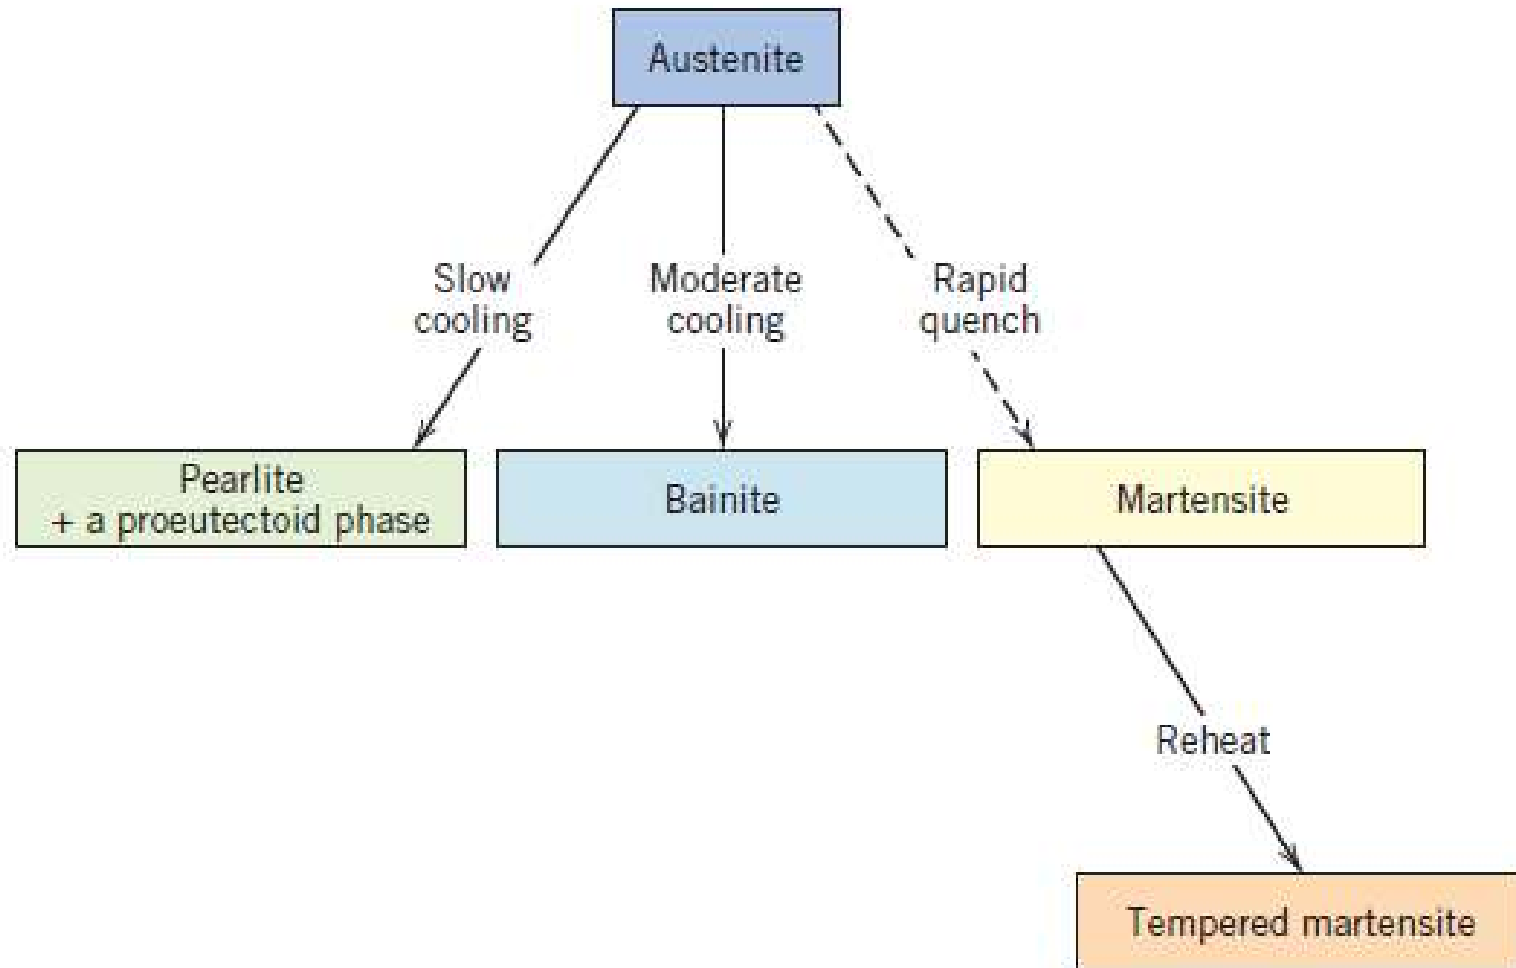 Austenite
Slow
cooling
Moderate
cooling
Rapid
quench
Pearlite
+ a proeutectoid phase
Bainite
Martensite
Reheat
Tempered martensite